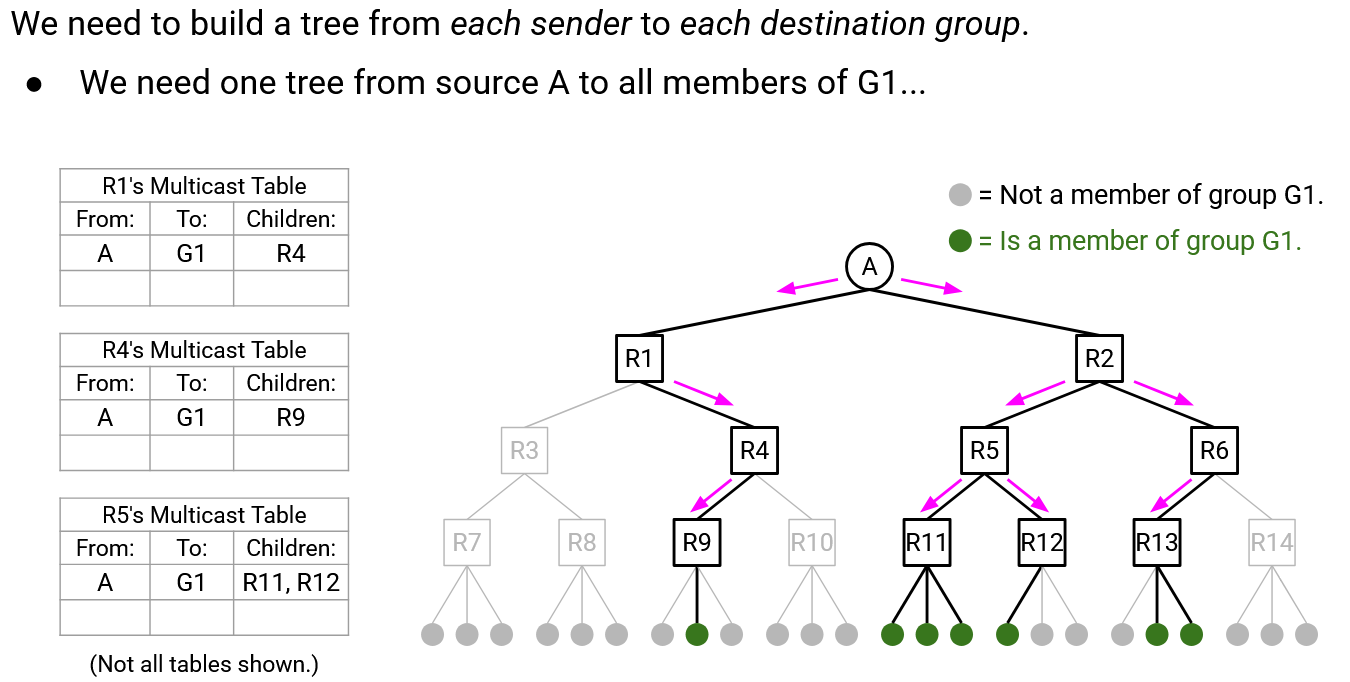 We need to build a tree from each sender to each destination group.
● We need one tree from source A to all members of G1...
R1's Multicast Table
From: To: Children:
A G1 R4
R4's Multicast Table
From: To: Children:
A G1 R9
R5's Multicast Table
From: To: Children:
A G1 R11, R12
(Not all tables shown.)
= Not a member of group G1.
= Is a member of group G1.
A
R1 R2
R3 R4 R5 R6
R7 R8 R9 R10 R11 R12 R13 R14